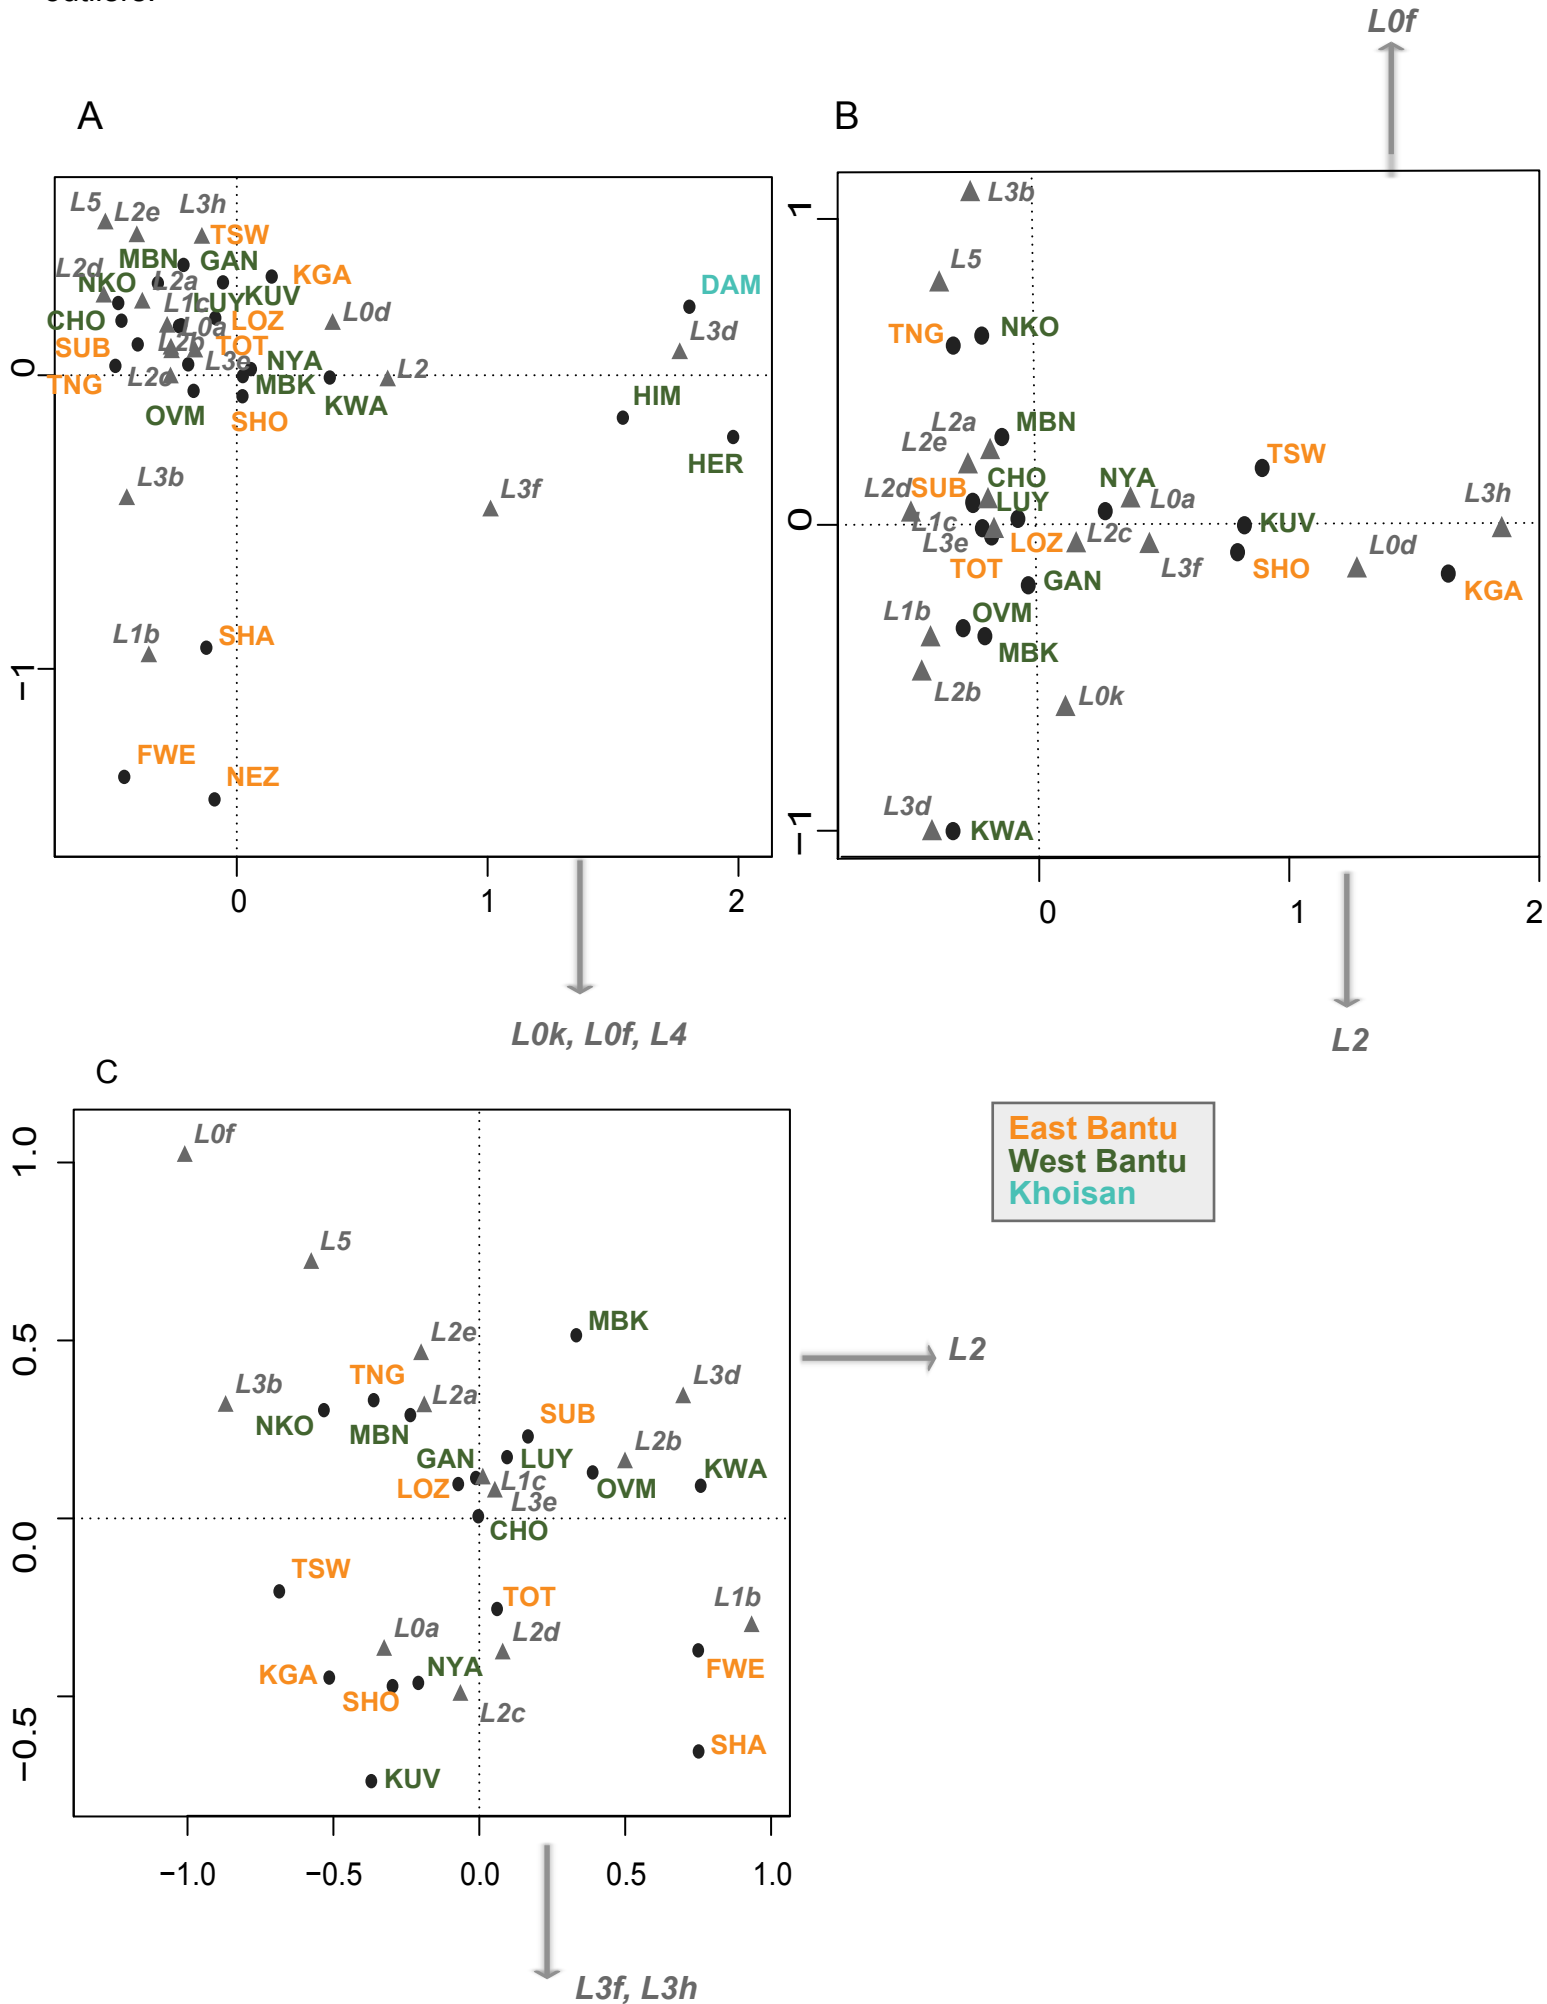 outliers.
L0f
A
B
L5
L2e
L3h
TSW
MBN
GAN
L2d
NKO
L2a
KGA
DAM
L1c
LUY
KUV
CHO
L0a
LOZ
L0d
L3d
SUB
L2b
TOT
L3e
NYA
L2
TNG
L2c
MBK
KWA
HIM
OVM
SHO
HER
L3b
L3f
L1b
SHA
FWE
NEZ
0
−1
0
1
2
L0k, L0f, L4
L3b
L5
TNG
NKO
L2a
MBN
L2e
TSW
L2d
SUB
CHO
NYA
L0a
L3h
LUY
L1c
KUV
L3e
LOZ
L2c
L0d
TOT
L3f
SHO
GAN
KGA
L1b
OVM
MBK
L2b
L0k
L3d
KWA
1
0
−1
0
1
2
L2
C
L0f
L5
MBK
L2e
TNG
L3d
L3b
L2a
NKO
MBN
SUB
L2b
GAN
LUY
KWA
LOZ
L1c
OVM
L3e
CHO
TSW
TOT
L1b
L0a
L2d
KGA
NYA
FWE
SHO
L2c
SHA
KUV
1.0
0.5
0.0
−0.5
−1.0
−0.5
0.0
0.5
1.0
L2
L3f, L3h
East Bantu
West Bantu
Khoisan